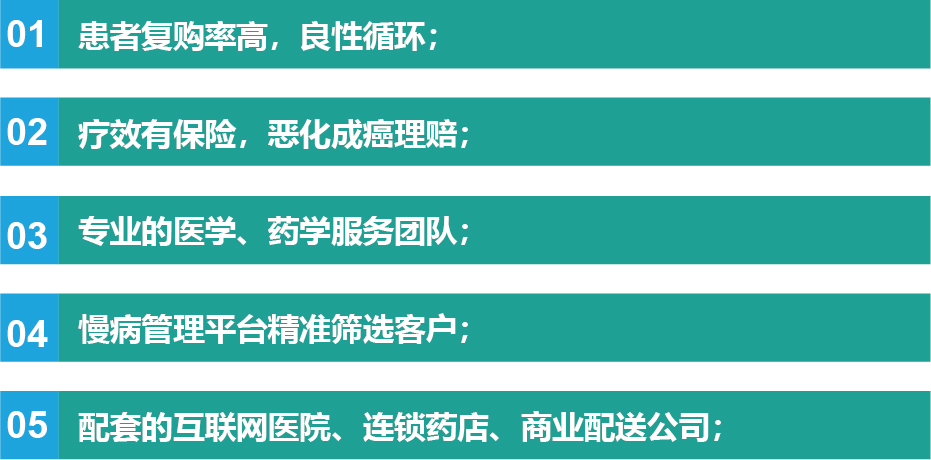 01 患者复购率高，良性循环；
02 疗效有保险，恶化成癌理赔；
03 专业的医学、药学服务团队；
04 慢病管理平台精准筛选客户；
05 配套的互联网医院、连锁药店、商业配送公司；